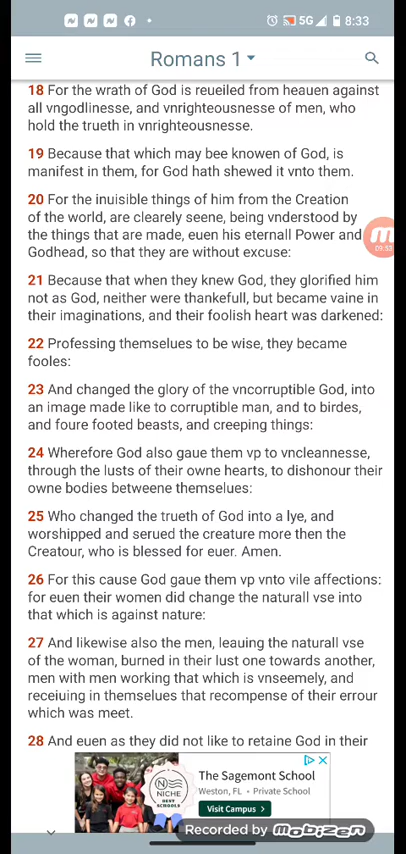 5G 8:33
Romans 1
18 For the wrath of God is reueiled from heauen against
all vngodlinesse, and vnrighteousnesse of men, who
hold the trueth in vnrighteousnesse.
19 Because that which may bee knowen of God, is
manifest in them, for God hath shewed it vnto them.
20 For the inuisible things of him from the Creation
of the world, are clearely seene, being vnderstood by
the things that are made, euen his eternall Power and
Godhead, so that they are without excuse:
09:53
21 Because that when they knew God, they glorified him
not as God, neither were thankefull, but became vaine in
their imaginations, and their foolish heart was darkened:
22 Professing themselues to be wise, they became
fooles:
23 And changed the glory of the vncorruptible God, into
an image made like to corruptible man, and to birdes,
and foure footed beasts, and creeping things:
24 Wherefore God also gaue them vp to vncleannesse,
through the lusts of their owne hearts, to dishonour their
owne bodies betweene themselues:
25 Who changed the trueth of God into a lye, and
worshipped and serued the creature more then the
Creatour, who is blessed for euer. Amen.
26 For this cause God gaue them vp vnto vile affections:
for euen their women did change the naturall vse into
that which is against nature:
27 And likewise also the men, leauing the naturall vse
of the woman, burned in their lust one towards another,
men with men working that which is vnseemely, and
receiuing in themselues that recompense of their errour
which was meet.
28 And euen as they did not like to retaine God in their
The Sagemont School
NICHE
BEST
SCHOOLS
Weston, FL • Private School
Visit Campus >
Recorded by mobizen